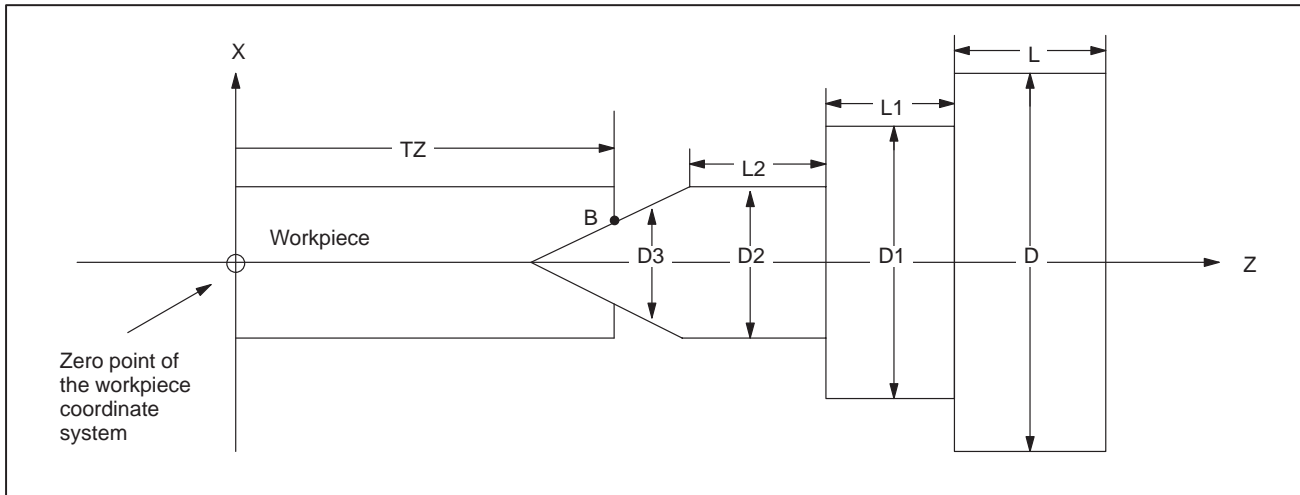 X
L
L1
TZ
L2
B
Workpiece
D3
D2
D1
D
Z
Zero point of
the workpiece
coordinate
system